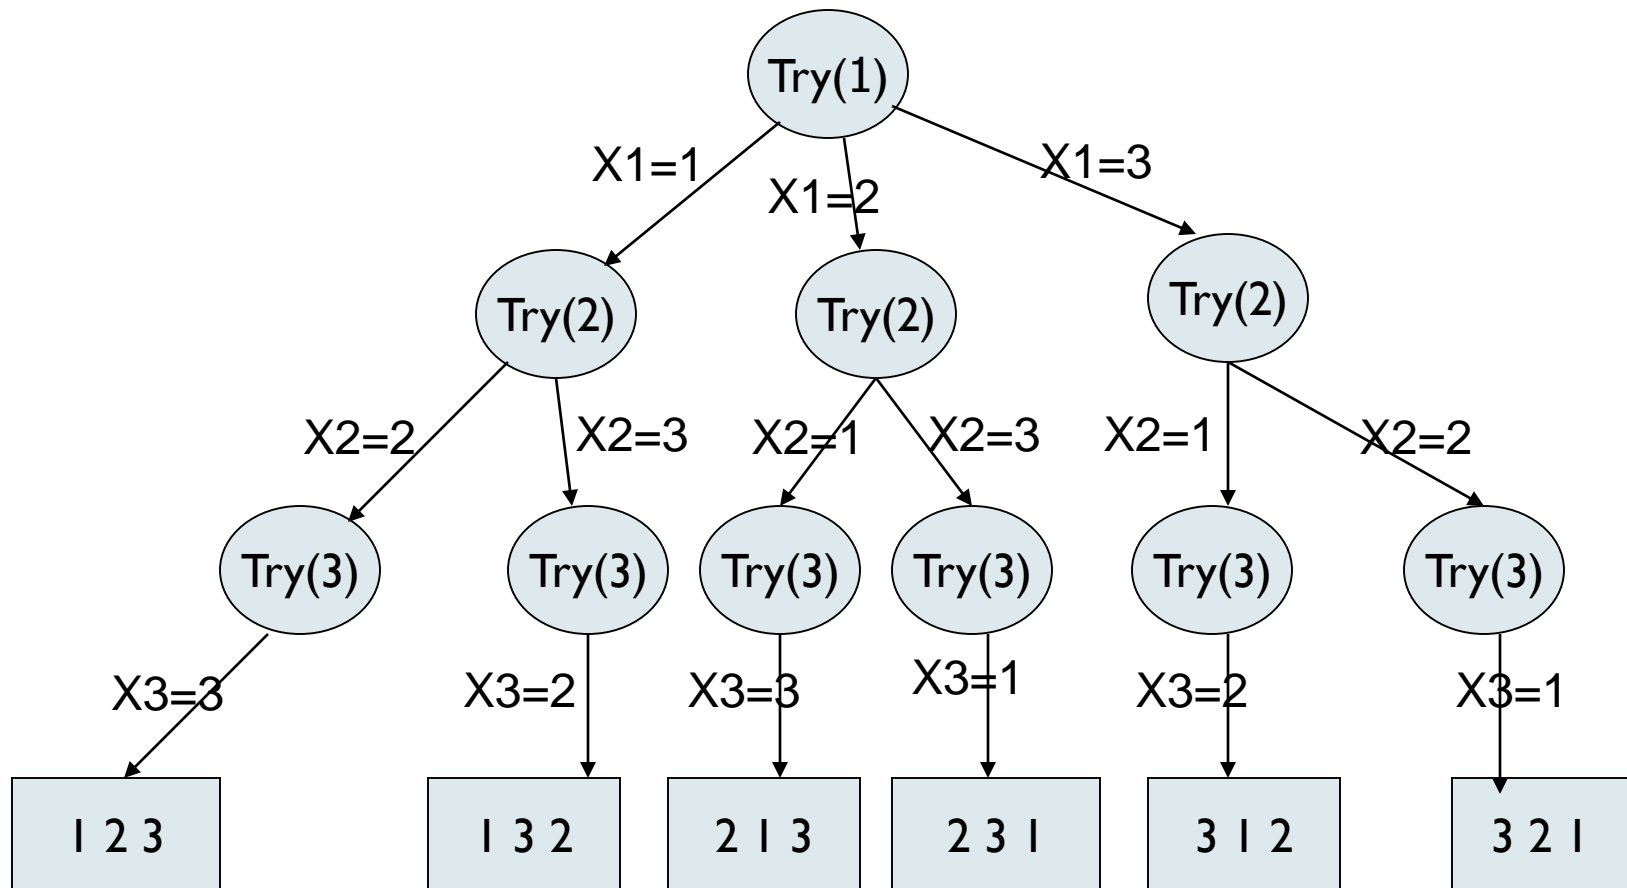 Try(1)
X1=1
X1=2
X1=3
Try(2)
Try(2)
Try(2)
X2=2
X2=3
X2=1
X2=3
X2=1
X2=2
Try(3)
Try(3)
Try(3)
Try(3)
Try(3)
Try(3)
X3=3
X3=2
X3=3
X3=1
X3=2
X3=1
1 2 3
1 3 2
2 1 3
2 3 1
3 1 2
3 2 1